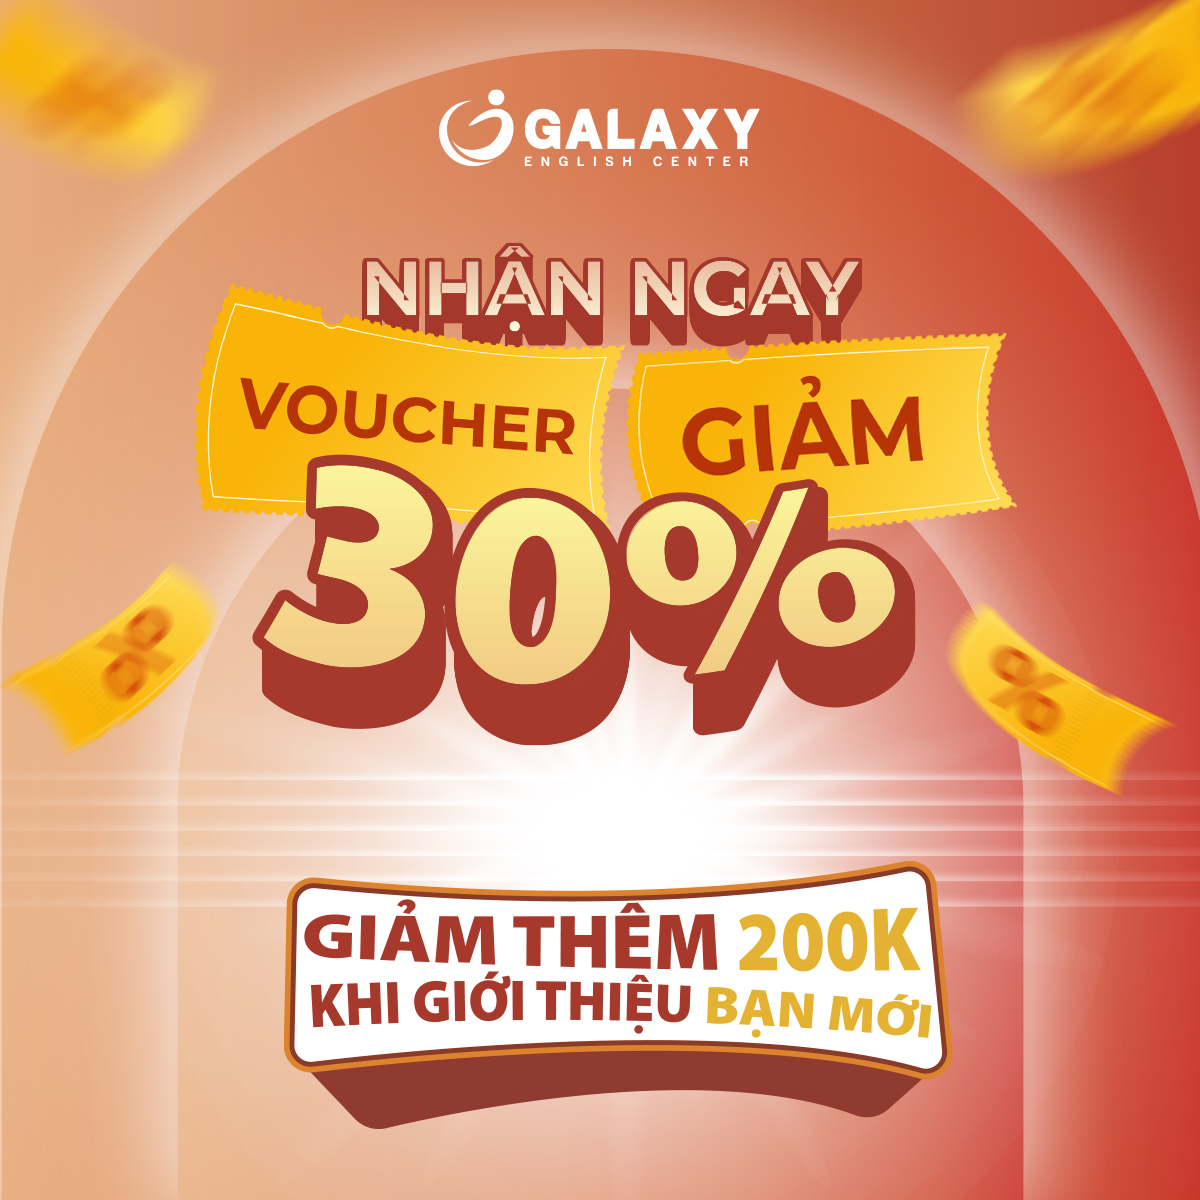 GALAXY
ENGLISH CENTER
NHẬN NGAY
VOUCHER GIẢM
30%
GIẢM THÊM 200K
KHI GIỚI THIỆU BẠN MỚI
%
%